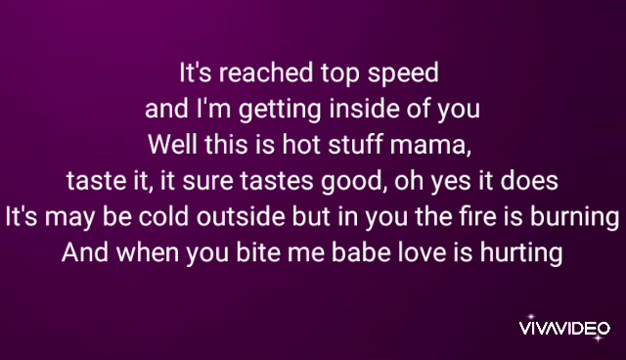 It's reached top speed
and I'm getting inside of you
Well this is hot stuff mama,
taste it, it sure tastes good, oh yes it does
It's may be cold outside but in you the fire is burning
And when you bite me babe love is hurting
VIVAVIDEO